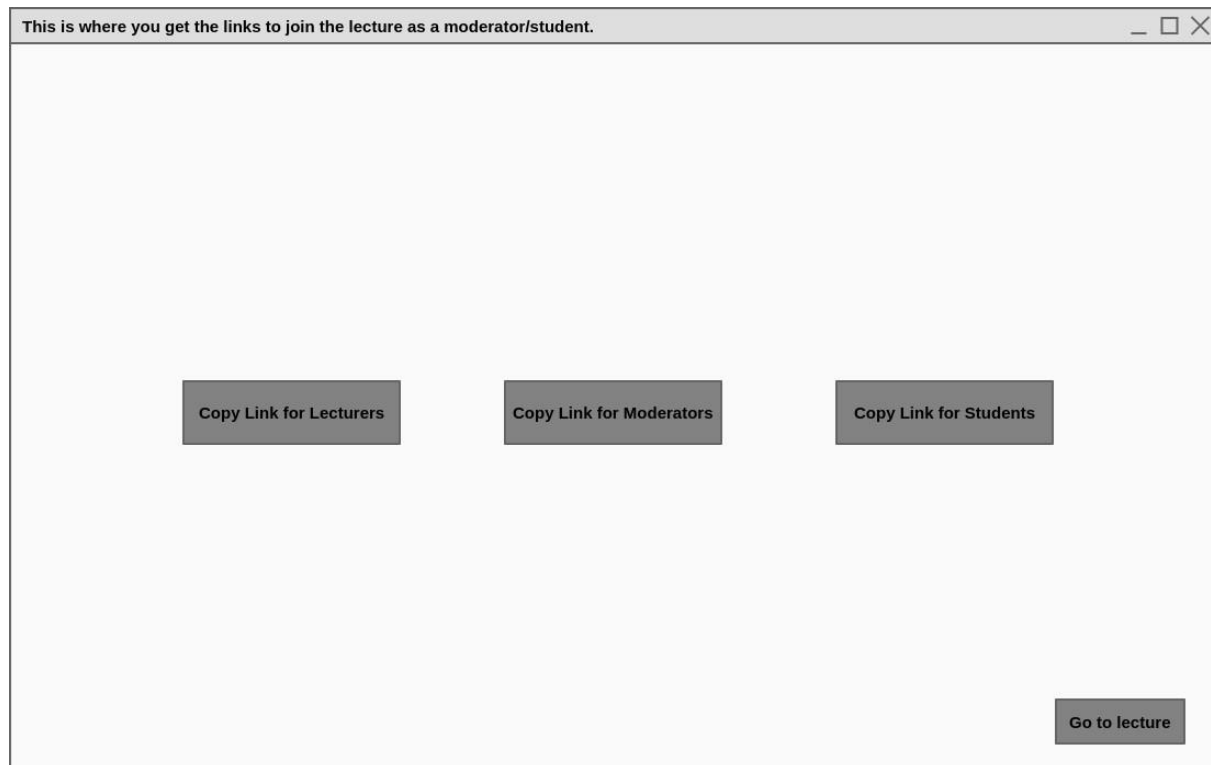 This is where you get the links to join the lecture as a moderator/student.
Copy Link for Lecturers
Copy Link for Moderators
Copy Link for Students
Go to lecture